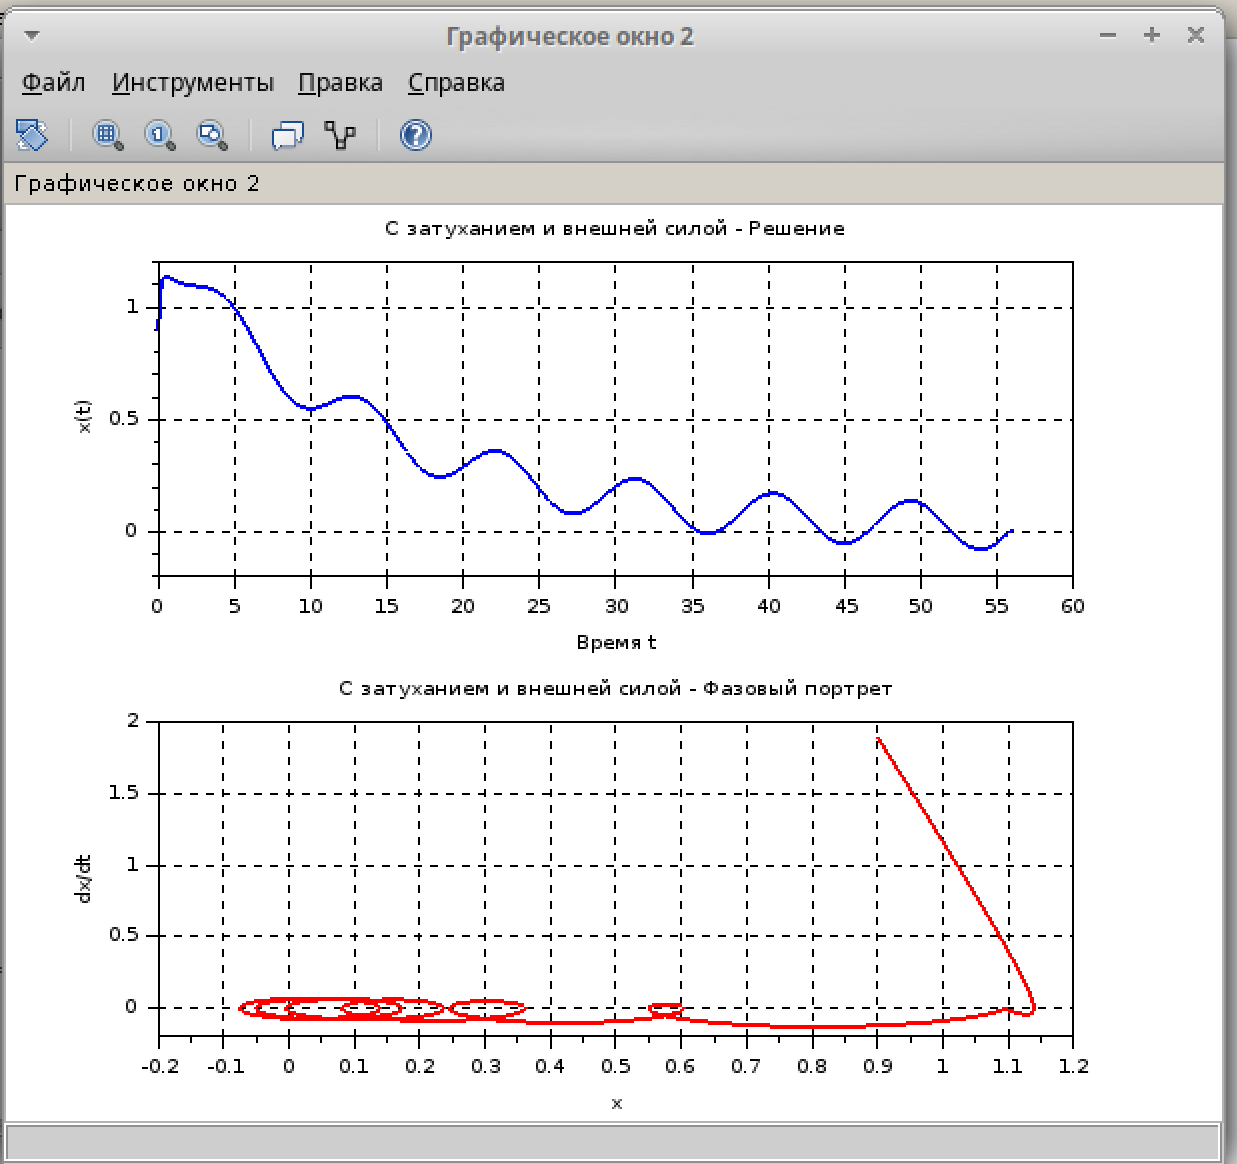 Графическое окно 2
Файл Инструменты Правка Справка
Графическое окно 2
С затуханием и внешней силой - Решение
1
0.5
0
x(t)
0 5 10 15 20 25 30 35 40 45 50 55 60
Время t
С затуханием и внешней силой - Фазовый портрет
2
1.5
1
0.5
0
dx/dt
-0.2 -0.1 0 0.1 0.2 0.3 0.4 0.5 0.6 0.7 0.8 0.9 1 1.1 1.2
x